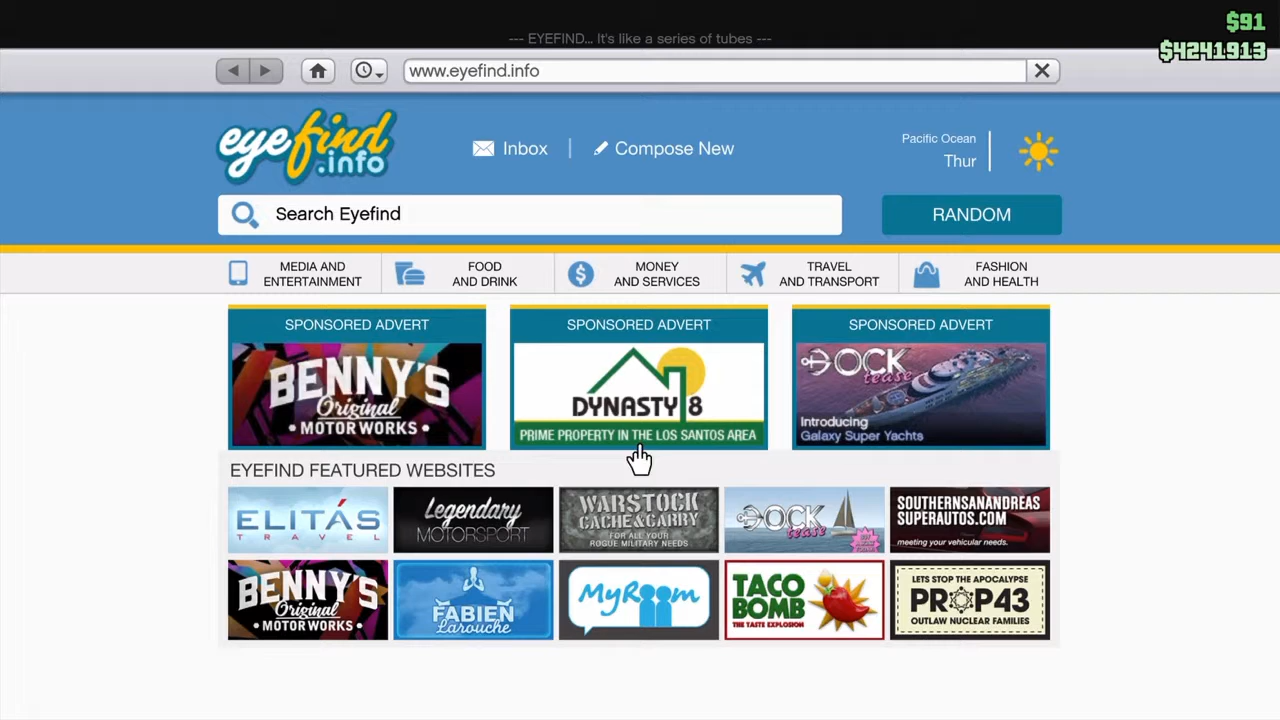 $91
--- EYEFIND... It's like a series of tubes ---
$4241913
www.eyefind.info
eyefind
.info
Inbox
Compose New
Pacific Ocean
Thur
Search Eyefind
RANDOM
MEDIA AND
ENTERTAINMENT
FOOD
AND DRINK
MONEY
AND SERVICES
TRAVEL
AND TRANSPORT
FASHION
AND HEALTH
SPONSORED ADVERT
BENNY'S
Original
MOTOR WORKS
SPONSORED ADVERT
DYNASTY 8
PRIME PROPERTY IN THE LOS SANTOS AREA
SPONSORED ADVERT
DOCK
tease
Introducing
Galaxy Super Yachts
EYEFIND FEATURED WEBSITES
ELITÁS
TRAVEL
Legendary
MOTORSPORT
WARSTOCK
CACHE & CARRY
FOR ALL YOUR
ROGUE MILITARY NEEDS
DOCK
tease
SOUTHERNSANANDREAS
SUPERAUTOS.COM
meeting your vehicular needs.
BENNY'S
Original
MOTOR WORKS
FABIEN
Larouche
MyRoom
TACO
BOMB
THE TASTE EXPLOSION
LETS STOP THE APOCALYPSE
PROP43
OUTLAW NUCLEAR FAMILIES